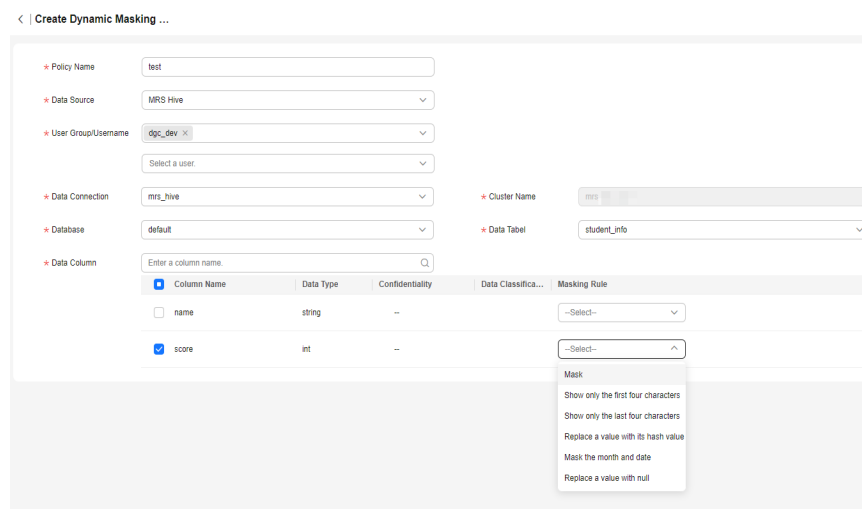 < | Create Dynamic Masking ...
* Policy Name test
* Data Source MRS Hive
* User Group/Username dgc_dev ×
Select a user.
* Data Connection mrs_hive * Cluster Name mrs
* Database default * Data Tabel student_info
* Data Column Enter a column name.
Column Name Data Type Confidentiality Data Classifica... Masking Rule
name string -- --Select--
score int -- --Select--
Mask
Show only the first four characters
Show only the last four characters
Replace a value with its hash value
Mask the month and date
Replace a value with null